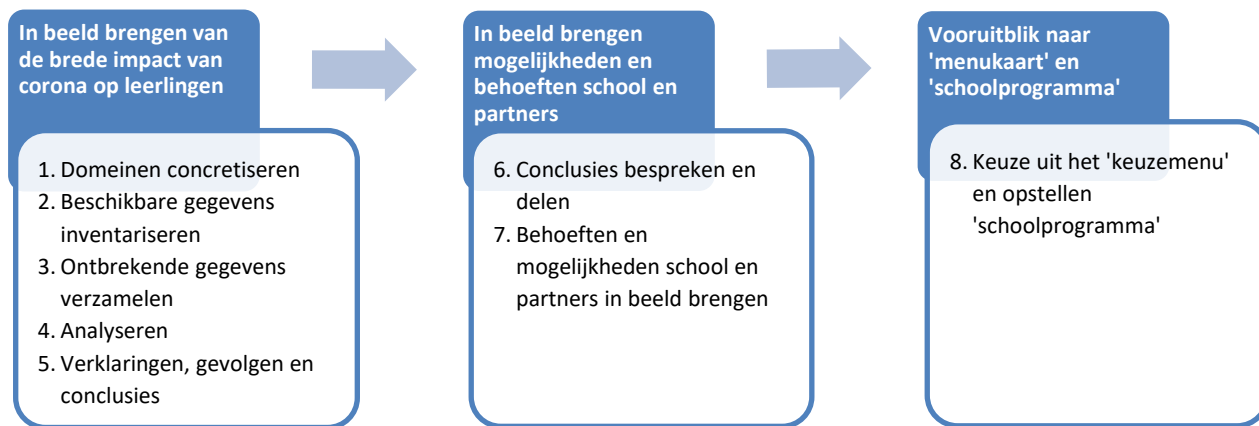 In beeld brengen van
de brede impact van
corona op leerlingen
1. Domeinen concretiseren
2. Beschikbare gegevens
inventariseren
3. Ontbrekende gegevens
verzamelen
4. Analyseren
5. Verklaringen, gevolgen en
conclusies
In beeld brengen
mogelijkheden en
behoeften school en
partners
6. Conclusies bespreken en
delen
7. Behoeften en
mogelijkheden school en
partners in beeld brengen
Vooruitblik naar
'menukaart' en
'schoolprogramma'
8. Keuze uit het 'keuzemenu'
en opstellen
'schoolprogramma'